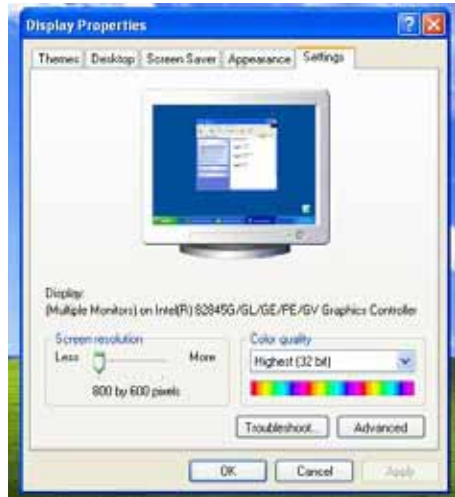 Display Properties
Themes Desktop Screen Saver Appearance Settings
Display:
(Multiple Monitors) on Intel(R) 82845G/GL/GE/PE/GV Graphics Controller
Screen resolution
Less More
800 by 600 pixels
Color quality
Highest (32 bit)
Troubleshoot... Advanced
OK Cancel Apply